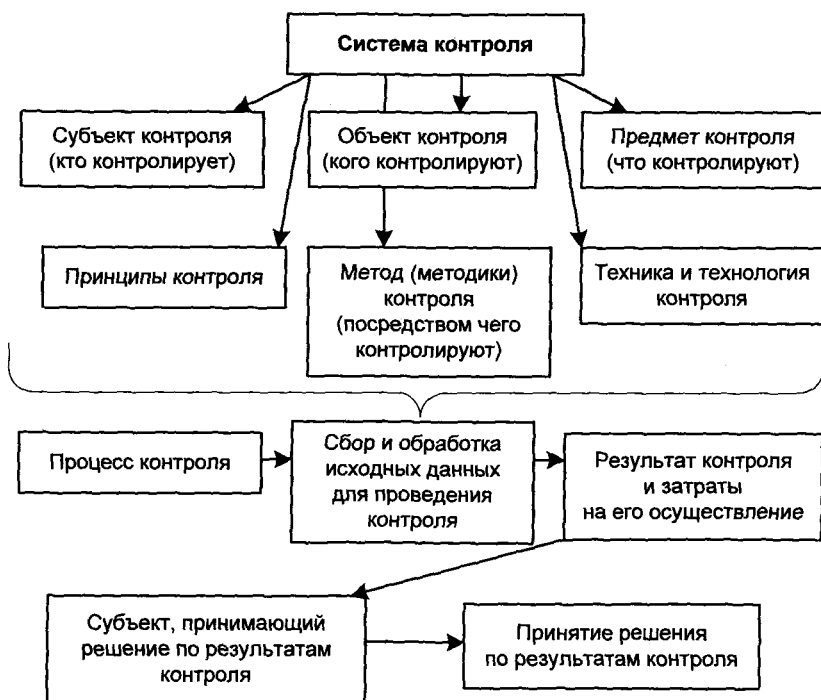 Система контроля
Субъект контроля
(кто контролирует)
Объект контроля
(кого контролируют)
Предмет контроля
(что контролируют)
Принципы контроля
Метод (методики)
контроля
(посредством чего
контролируют)
Техника и технология
контроля
Процесс контроля
Сбор и обработка
исходных данных
для проведения
контроля
Результат контроля
и затраты
на его осуществление
Субъект, принимающий
решение по результатам
контроля
Принятие решения
по результатам контроля